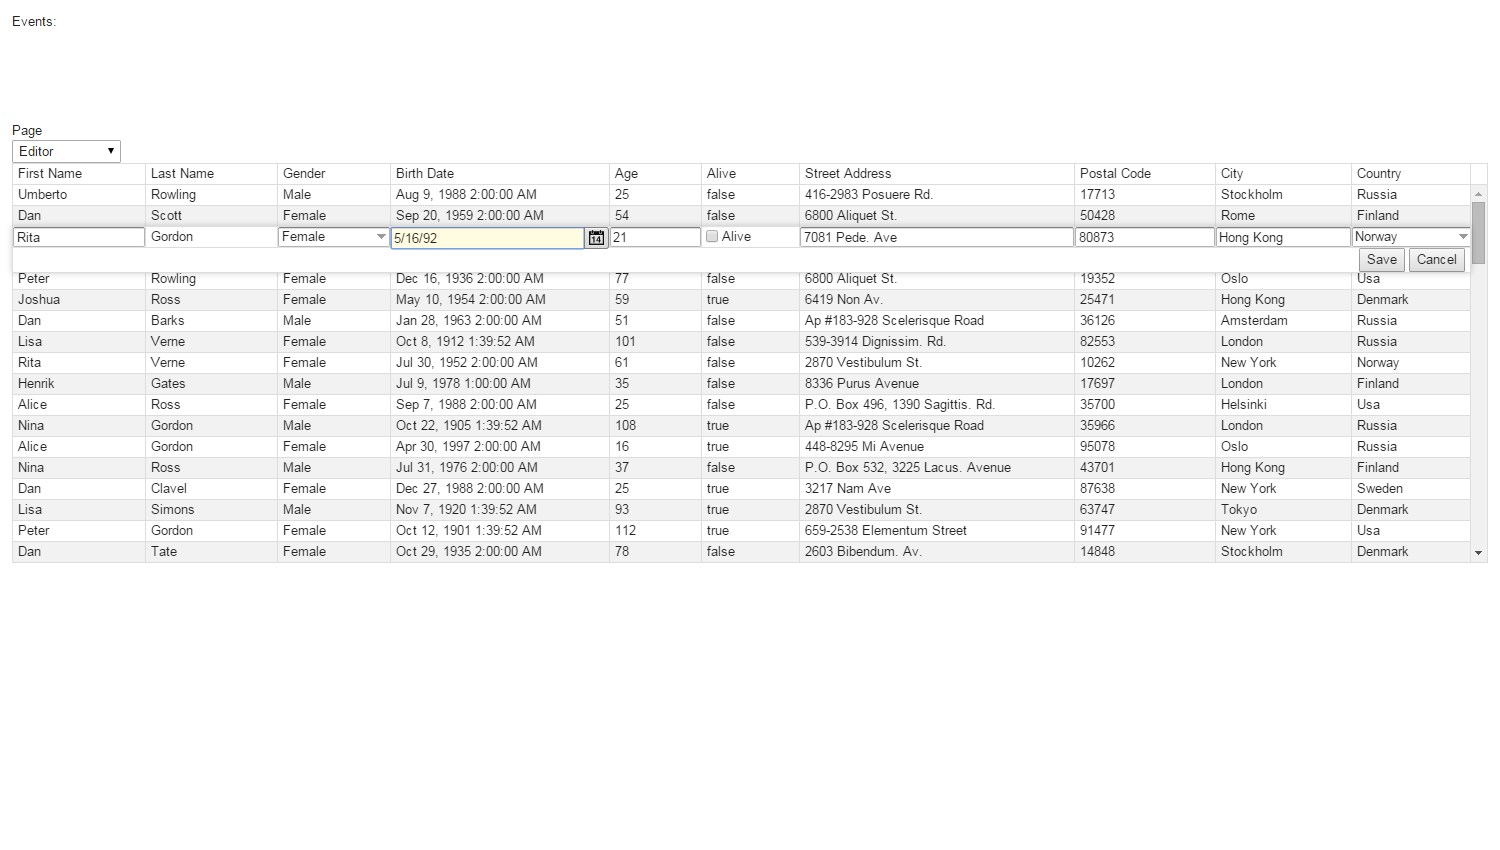 Events:
Page
Editor
First Name Last Name Gender Birth Date Age Alive Street Address Postal Code City Country
Umberto Rowling Male Aug 9, 1988 2:00:00 AM 25 false 416-2983 Posuere Rd. 17713 Stockholm Russia
Dan Scott Female Sep 20, 1959 2:00:00 AM 54 false 6800 Aliquet St. 50428 Rome Finland
Rita Gordon Female 5/16/92 14 21 Alive 7081 Pede. Ave 80873 Hong Kong Norway
Save Cancel
Peter Rowling Female Dec 16, 1936 2:00:00 AM 77 false 6800 Aliquet St. 19352 Oslo Usa
Joshua Ross Female May 10, 1954 2:00:00 AM 59 true 6419 Non Av. 25471 Hong Kong Denmark
Dan Barks Male Jan 28, 1963 2:00:00 AM 51 false Ap #183-928 Scelerisque Road 36126 Amsterdam Russia
Lisa Verne Female Oct 8, 1912 1:39:52 AM 101 false 539-3914 Dignissim. Rd. 82553 London Russia
Rita Verne Female Jul 30, 1952 2:00:00 AM 61 false 2870 Vestibulum St. 10262 New York Norway
Henrik Gates Male Jul 9, 1978 1:00:00 AM 35 false 8336 Purus Avenue 17697 London Finland
Alice Ross Female Sep 7, 1988 2:00:00 AM 25 false P.O. Box 496, 1390 Sagittis. Rd. 35700 Helsinki Usa
Nina Gordon Male Oct 22, 1905 1:39:52 AM 108 true Ap #183-928 Scelerisque Road 35966 London Russia
Alice Gordon Female Apr 30, 1997 2:00:00 AM 16 true 448-8295 Mi Avenue 95078 Oslo Russia
Nina Ross Male Jul 31, 1976 2:00:00 AM 37 false P.O. Box 532, 3225 Lacus. Avenue 43701 Hong Kong Finland
Dan Clavel Female Dec 27, 1988 2:00:00 AM 25 true 3217 Nam Ave 87638 New York Sweden
Lisa Simons Male Nov 7, 1920 1:39:52 AM 93 true 2870 Vestibulum St. 63747 Tokyo Denmark
Peter Gordon Female Oct 12, 1901 1:39:52 AM 112 true 659-2538 Elementum Street 91477 New York Usa
Dan Tate Female Oct 29, 1935 2:00:00 AM 78 false 2603 Bibendum. Av. 14848 Stockholm Denmark